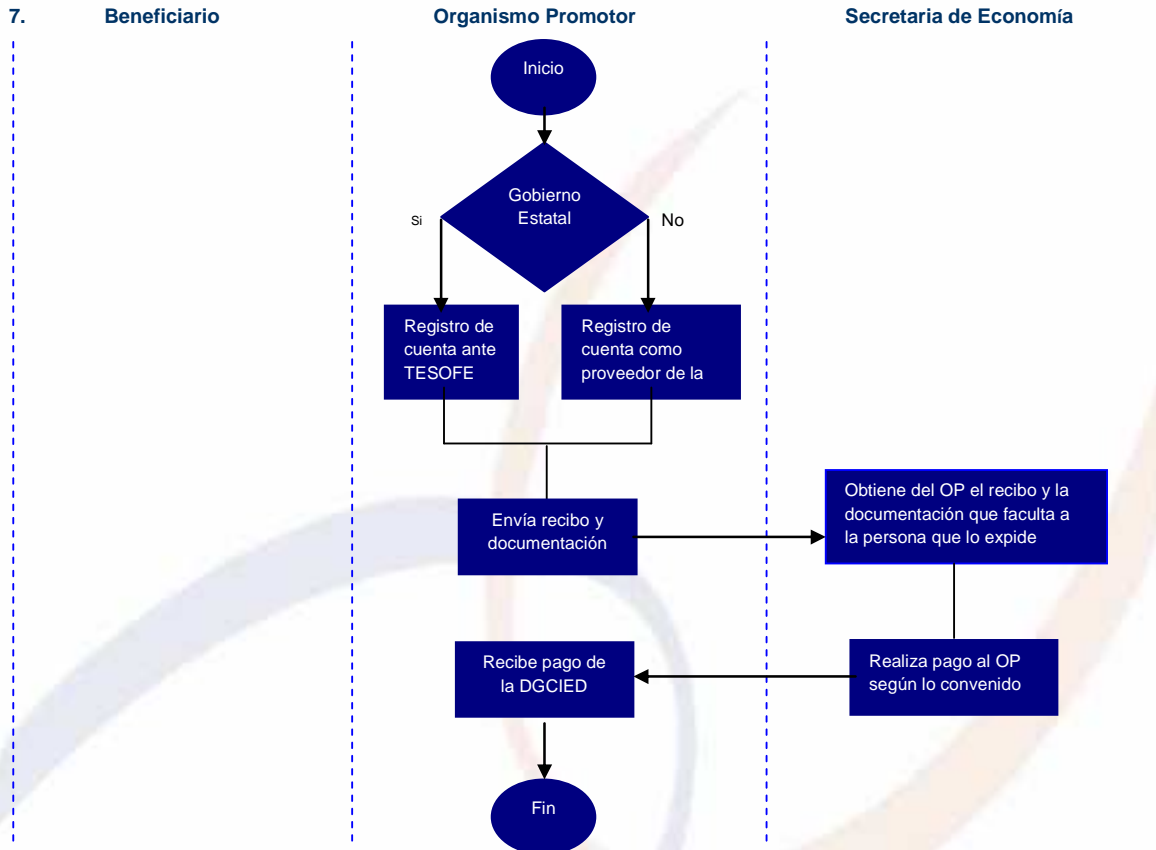 7. Beneficiario Organismo Promotor Secretaria de Economía
Inicio
Gobierno
Estatal
Si
No
Registro de
cuenta ante
TESOFE
Registro de
cuenta como
proveedor de la
Envía recibo y
documentación
Obtiene del OP el recibo y la
documentación que faculta a
la persona que lo expide
Realiza pago al OP
según lo convenido
Recibe pago de
la DGCIED
Fin